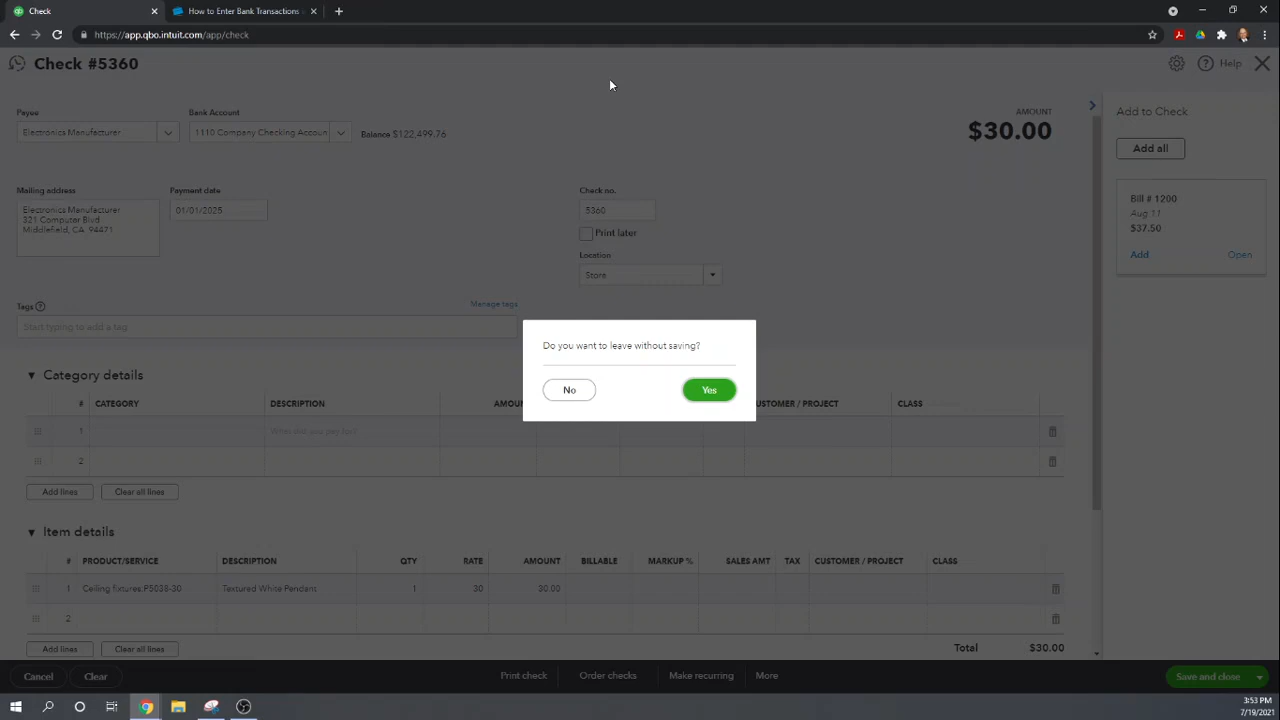 Check
How to Enter Bank Transactions
https://app.qbo.intuit.com/app/check
Check #5360
Help
Payee
Bank Account
Electronics Manufacturer
1110 Company Checking Accoun
Balance $122,499.76
AMOUNT
$30.00
Add to Check
Add all
Mailing address
Payment date
Check no.
Electronics Manufacturer
321 Computer Blvd
Middlefield, CA 94471
01/01/2025
5360
Print later
Location
Store
Bill # 1200
Aug 11
$37.50
Add
Open
Tags
Manage tags
Start typing to add a tag
Do you want to leave without saving?
No
Yes
Category details
# CATEGORY DESCRIPTION AMOUN CUSTOMER / PROJECT CLASS
1 What did you pay for?
2
Add lines
Clear all lines
Item details
# PRODUCT/SERVICE DESCRIPTION QTY RATE AMOUNT BILLABLE MARKUP % SALES AMT TAX CUSTOMER / PROJECT CLASS
1 Ceiling fixtures:P5038-30 Textured White Pendant 1 30 30.00
2
Add lines
Clear all lines
Total $30.00
Cancel
Clear
Print check
Order checks
Make recurring
More
Save and close
3:53 PM
7/19/2021